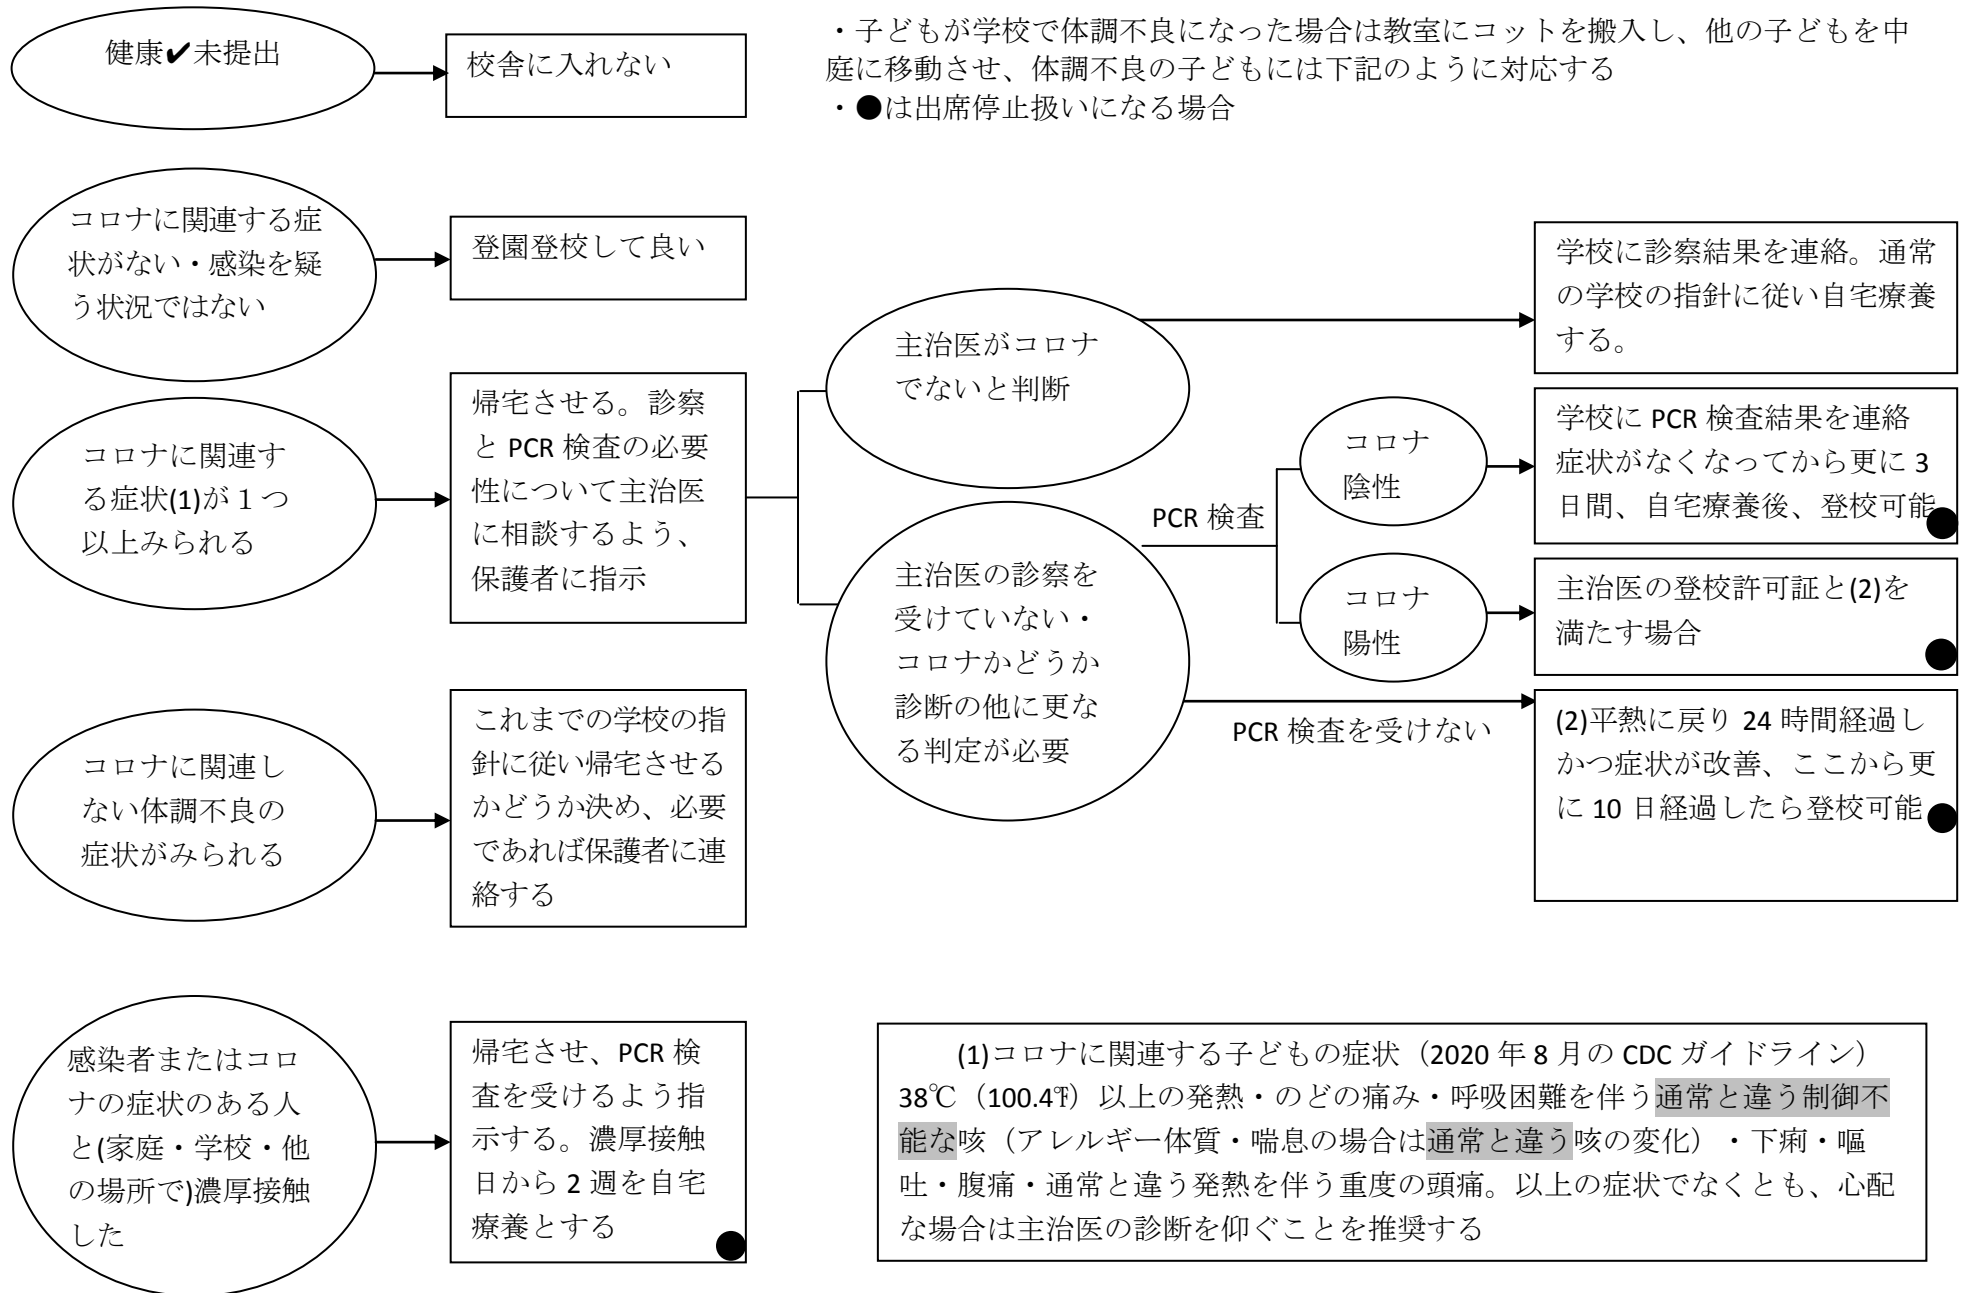 健康✔未提出
校舎に入れない
・子どもが学校で体調不良になった場合は教室にコットを搬入し、他の子どもを中
庭に移動させ、体調不良の子どもには下記のように対応する
・●は出席停止扱いになる場合
コロナに関連する症
状がない・感染を疑
う状況ではない
登園登校して良い
コロナに関連す
る症状(1)が１つ
以上みられる
帰宅させる。診察
と PCR 検査の必要
性について主治医
に相談するよう、
保護者に指示
主治医がコロナ
でないと判断
学校に診察結果を連絡。通常
の学校の指針に従い自宅療養
する。
主治医の診察を
受けていない・
コロナかどうか
診断の他に更な
る判定が必要
PCR 検査
コロナ
陰性
学校に PCR 検査結果を連絡
症状がなくなってから更に 3
日間、自宅療養後、登校可能
コロナ
陽性
主治医の登校許可証と(2)を
満たす場合
PCR 検査を受けない
(2)平熱に戻り 24 時間経過し
かつ症状が改善、ここから更
に 10 日経過したら登校可能
コロナに関連し
ない体調不良の
症状がみられる
これまでの学校の指
針に従い帰宅させる
かどうか決め、必要
であれば保護者に連
絡する
感染者またはコロ
ナの症状のある人
と(家庭・学校・他
の場所で)濃厚接触
した
帰宅させ、PCR 検
査を受けるよう指
示する。濃厚接触
日から 2 週を自宅
療養とする
(1)コロナに関連する子どもの症状（2020 年 8 月の CDC ガイドライン）
38℃（100.4℉）以上の発熱・のどの痛み・呼吸困難を伴う通常と違う制御不
能な咳（アレルギー体質・喘息の場合は通常と違う咳の変化）・下痢・嘔
吐・腹痛・通常と違う発熱を伴う重度の頭痛。以上の症状でなくとも、心配
な場合は主治医の診断を仰ぐことを推奨する